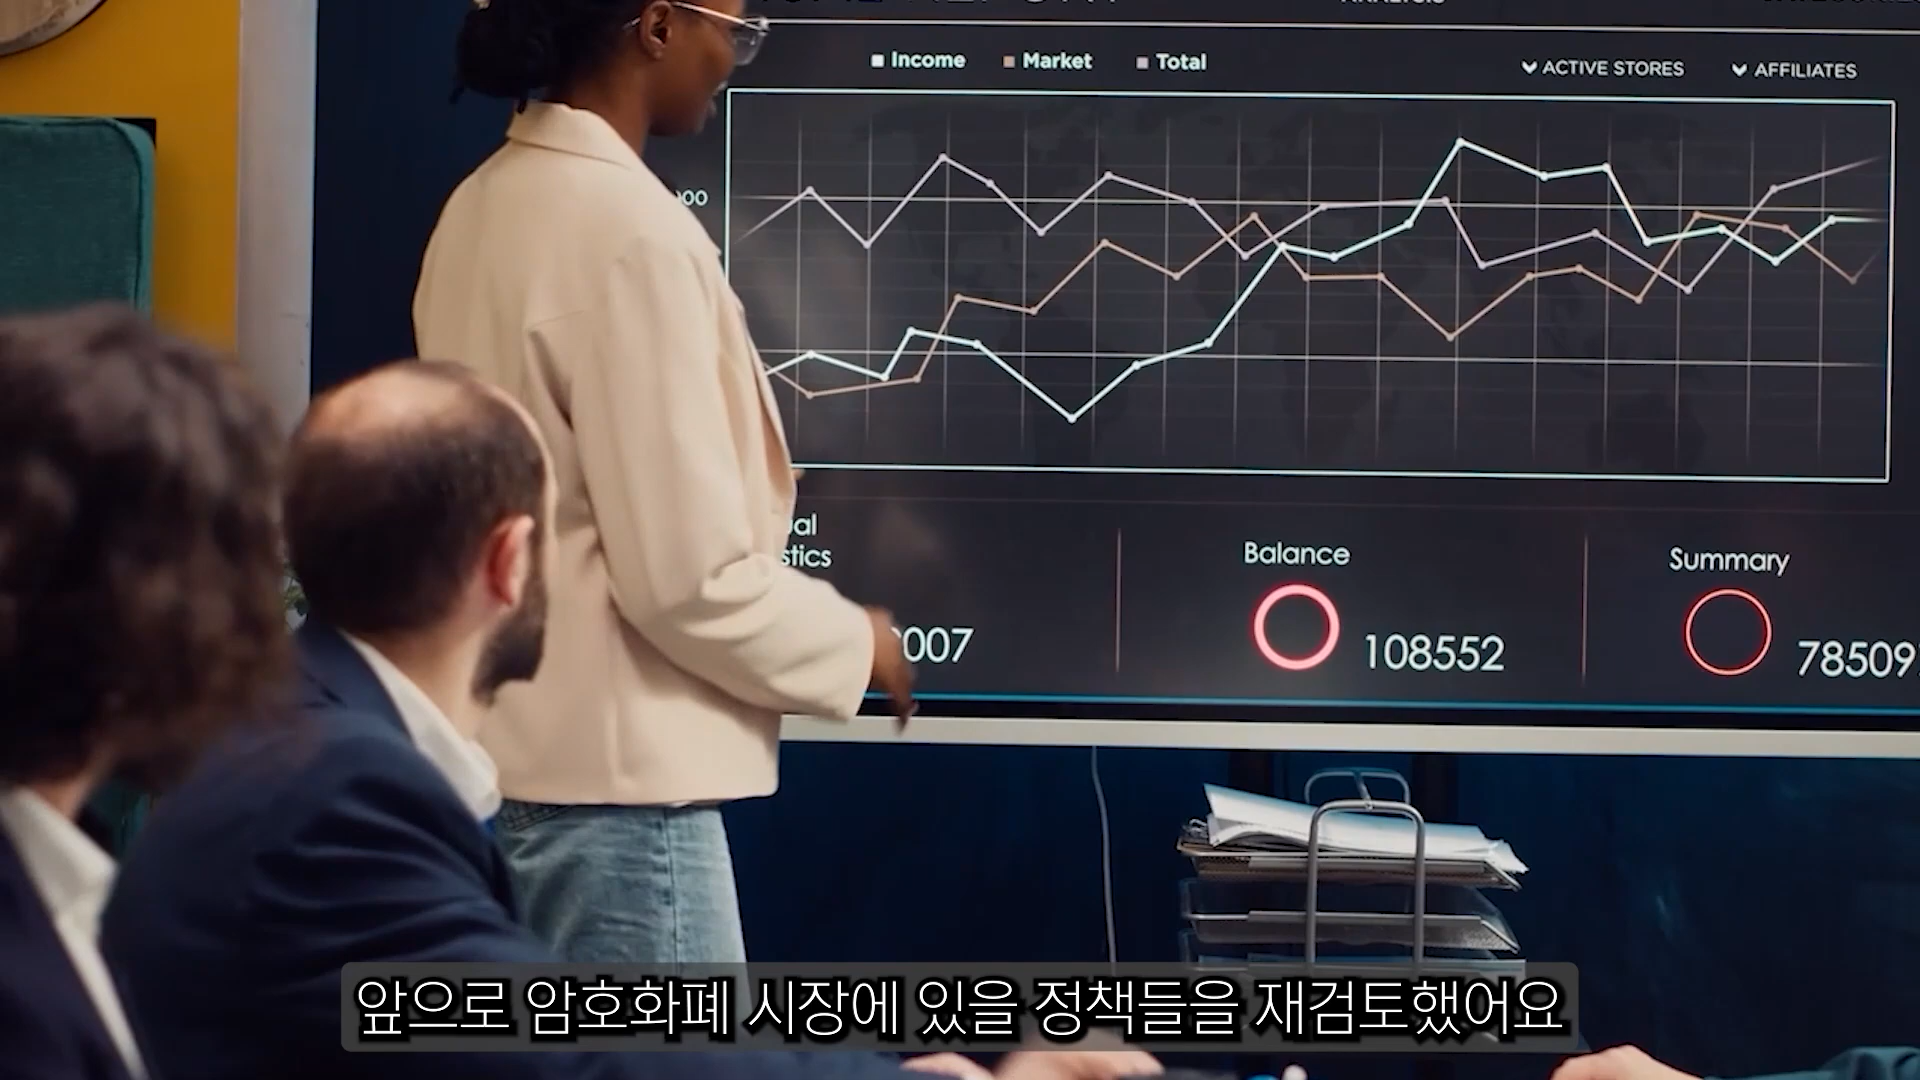 ANALYSIS
Income
Market
Total
ACTIVE STORES
AFFILIATES
Balance
108552
Summary
앞으로 암호화폐 시장에 있을 정책들을 재검토했어요